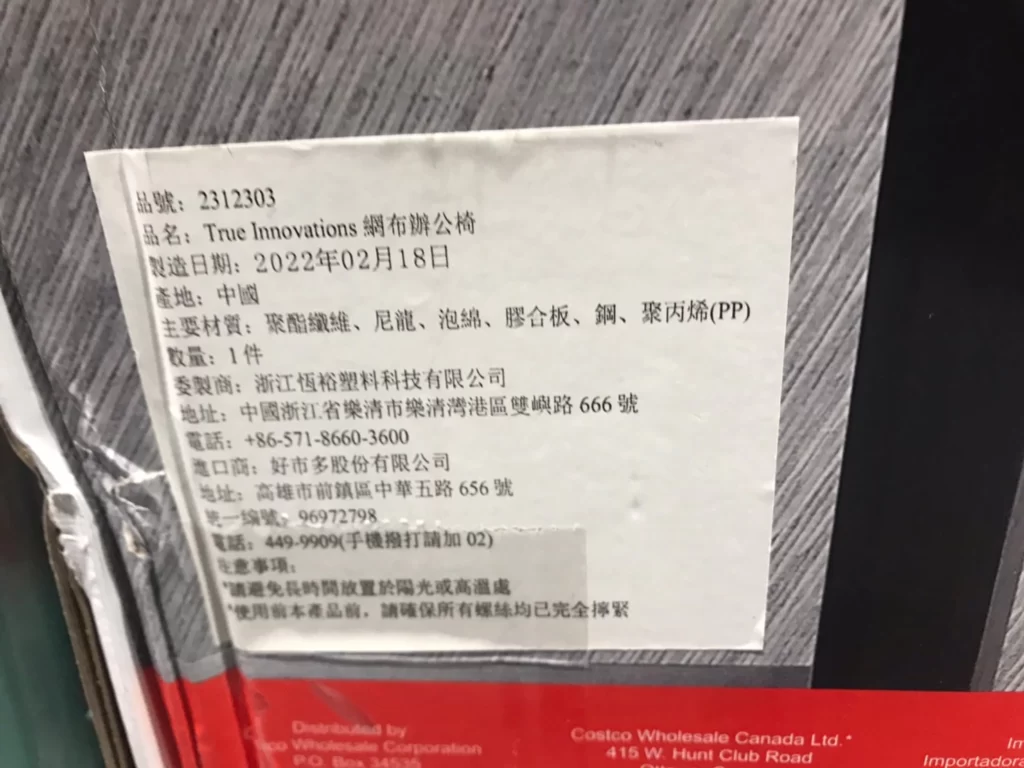 品號：2312303
品名：True Innovations 網布辦公椅
製造日期：2022年02月18日
產地：中國
主要材質：聚酯纖維、尼龍、泡綿、膠合板、鋼、聚丙烯(PP)
數量：1件
委製商：浙江恆裕塑料科技有限公司
地址：中國浙江省樂清市樂清灣港區雙嶼路 666 號
電話：+86-571-8660-3600
進口商：好市多股份有限公司
地址：高雄市前鎮區中華五路 656 號
統一編號：96972798
電話：449-9909(手機撥打請加 02)
注意事項：
*請避免長時間放置於陽光或高溫處
*使用前本產品前，請確保所有螺絲均已完全擰緊
Distributed by
Wholesale Corporation
P.O. Box 34535
Costco Wholesale Canada Ltd.*
415 W. Hunt Club Road
Importadora